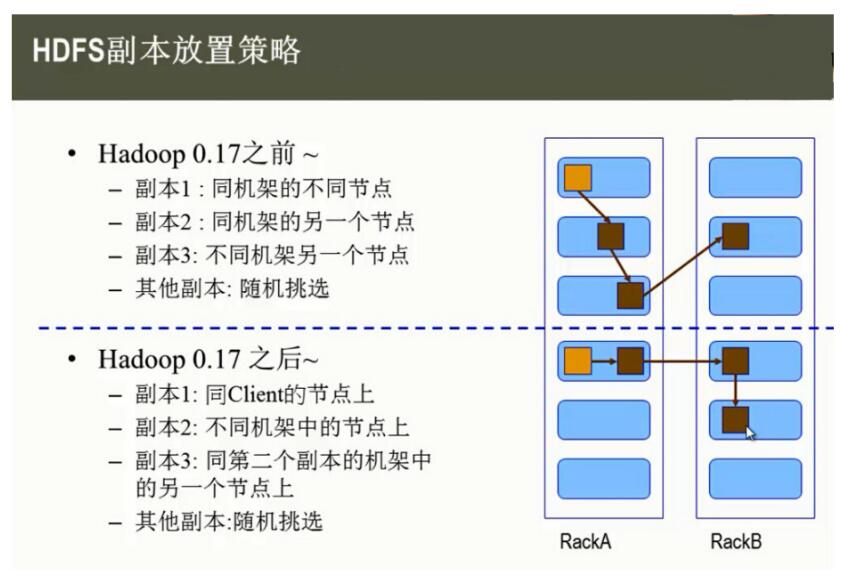 HDFS副本放置策略
• Hadoop 0.17之前 ~
– 副本1 : 同机架的不同节点
– 副本2 : 同机架的另一个节点
– 副本3: 不同机架另一个节点
– 其他副本: 随机挑选
• Hadoop 0.17 之后~
– 副本1: 同Client的节点上
– 副本2: 不同机架中的节点上
– 副本3: 同第二个副本的机架中
的另一个节点上
– 其他副本:随机挑选
RackA
RackB